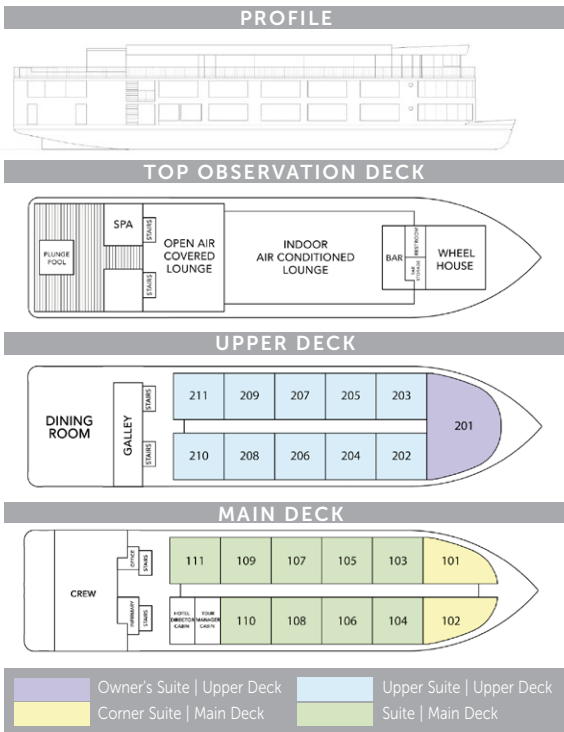 PROFILE
TOP OBSERVATION DECK
SPA
STAIRS
PLUNGE
POOL
STAIRS
OPEN AIR
COVERED
LOUNGE
INDOOR
AIR CONDITIONED
LOUNGE
BAR
RESTROOM
BAR
STORAGE
WHEEL
HOUSE
UPPER DECK
DINING
ROOM
GALLEY
STAIRS
STAIRS
211 209 207 205 203
201
210 208 206 204 202
MAIN DECK
CREW
OFFICE
STAIRS
INFIRMARY
STAIRS
111 109 107 105 103 101
HOTEL
DIRECTOR
CABIN
TOUR
MANAGER
CABIN
110 108 106 104 102
Owner's Suite | Upper Deck
Upper Suite | Upper Deck
Corner Suite | Main Deck
Suite | Main Deck